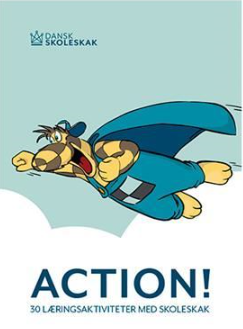 DANSK
SKOLESKAK
ACTION!
30 LÆRINGSAKTIVITETER MED SKOLESKAK